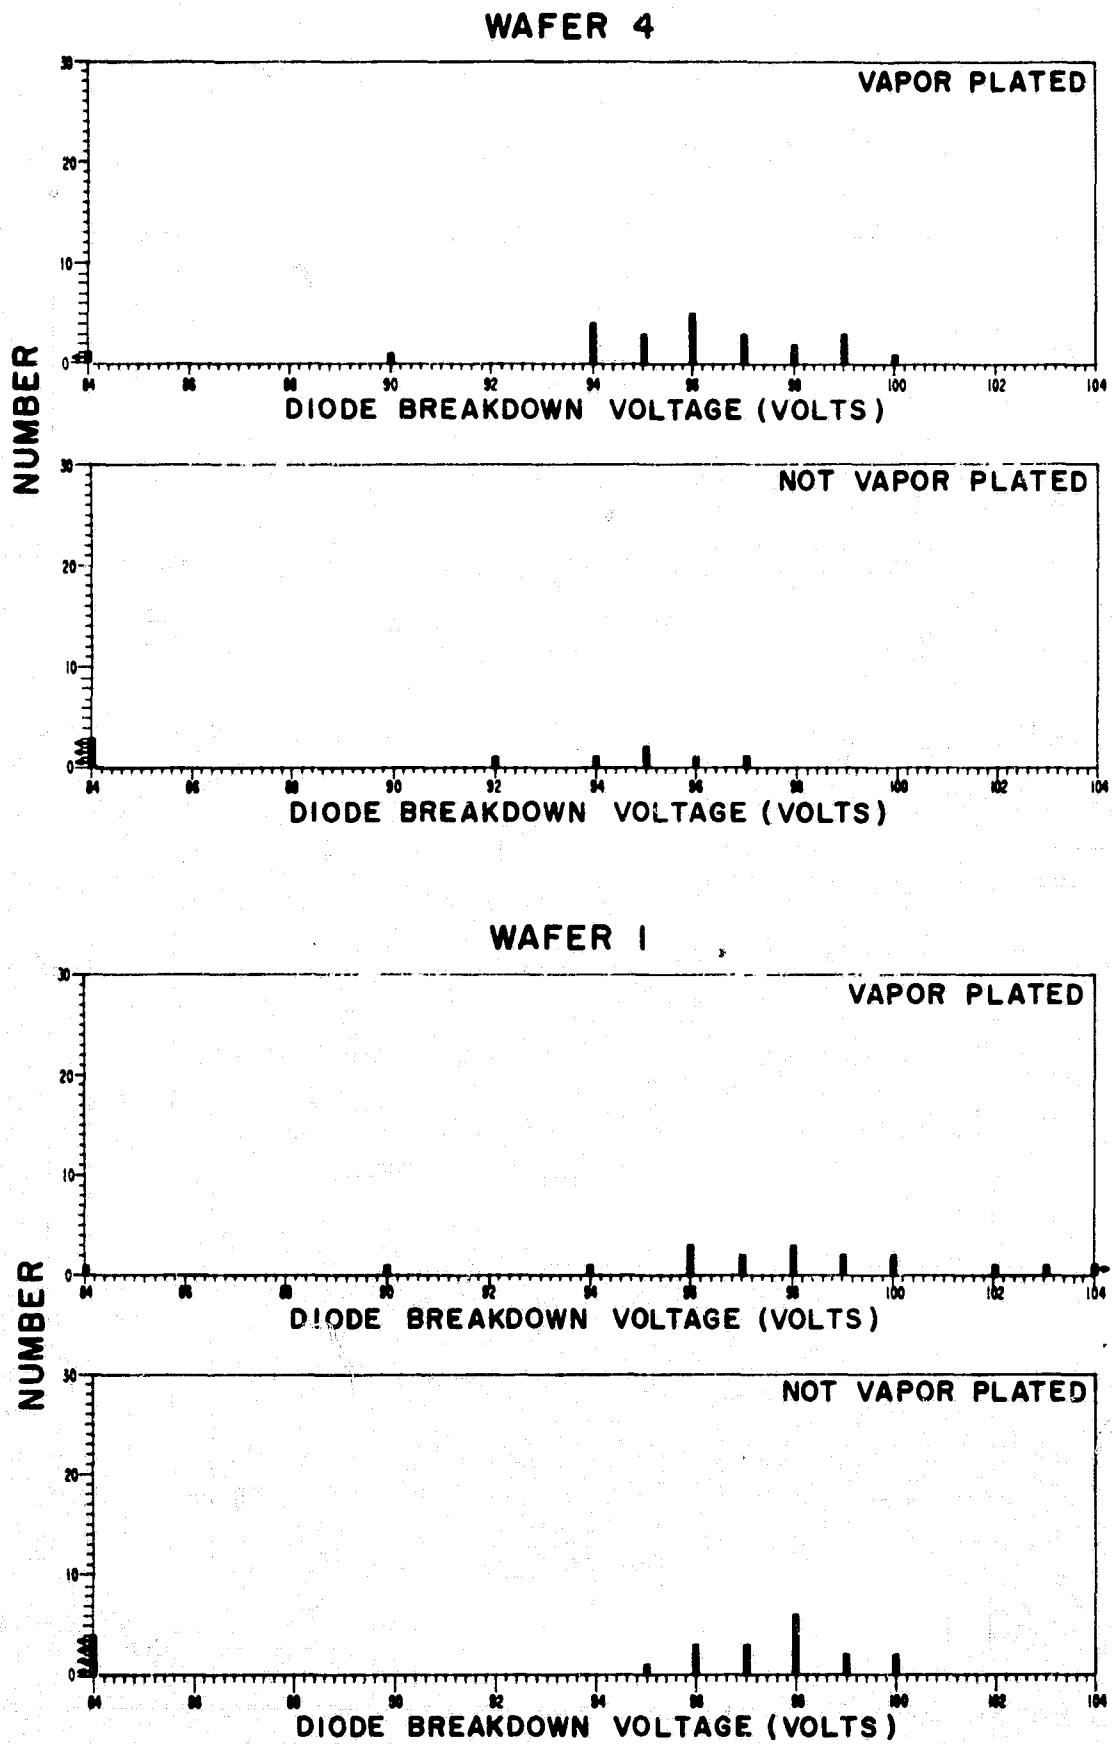 WAFER 4
VAPOR PLATED
30
20
10
0
84 86 88 90 92 94 96 98 100 102 104
DIODE BREAKDOWN VOLTAGE (VOLTS)
NUMBER
NOT VAPOR PLATED
30
20
10
0
84 86 88 90 92 94 96 98 100 102 104
DIODE BREAKDOWN VOLTAGE (VOLTS)
WAFER 1
VAPOR PLATED
30
20
10
0
84 86 88 90 92 94 96 98 100 102 104
DIODE BREAKDOWN VOLTAGE (VOLTS)
NUMBER
NOT VAPOR PLATED
30
20
10
0
84 86 88 90 92 94 96 98 100 102 104
DIODE BREAKDOWN VOLTAGE (VOLTS)